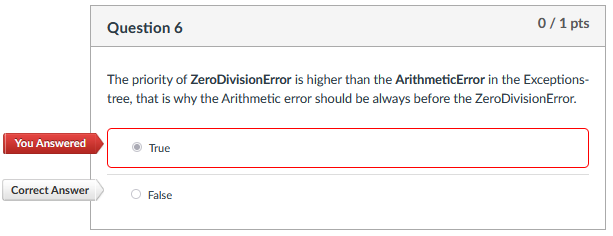 Question 6
0 / 1 pts
The priority of ZeroDivisionError is higher than the ArithmeticError in the Exceptions-
tree, that is why the Arithmetic error should be always before the ZeroDivisionError.
You Answered
True
Correct Answer
False